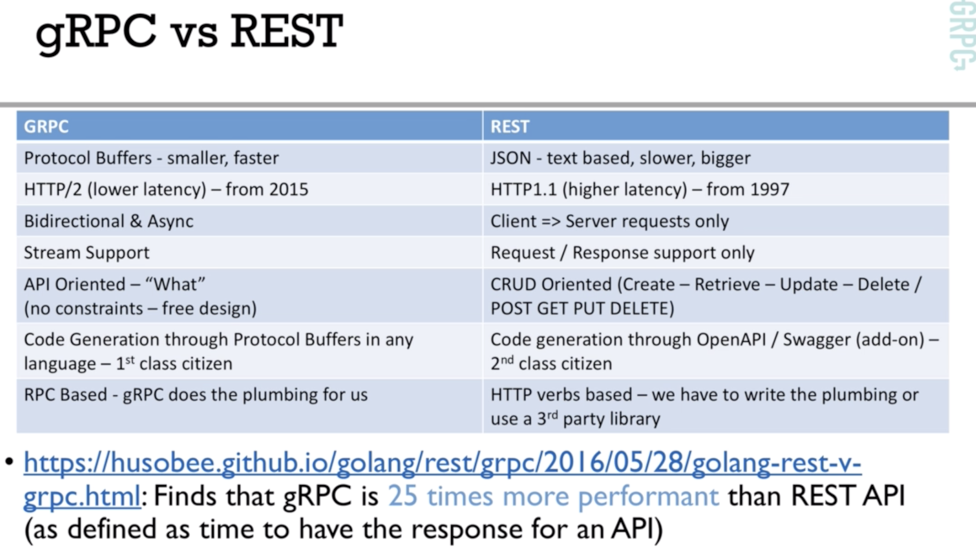 gRPC vs REST
GRPC
GRPC
REST
Protocol Buffers - smaller, faster
JSON - text based, slower, bigger
HTTP/2 (lower latency) – from 2015
HTTP1.1 (higher latency) – from 1997
Bidirectional & Async
Client => Server requests only
Stream Support
Request / Response support only
API Oriented – “What”
(no constraints – free design)
CRUD Oriented (Create – Retrieve – Update – Delete /
POST GET PUT DELETE)
Code Generation through Protocol Buffers in any
language – 1st class citizen
Code generation through OpenAPI / Swagger (add-on) –
2nd class citizen
RPC Based - gRPC does the plumbing for us
HTTP verbs based – we have to write the plumbing or
use a 3rd party library
• https://husobee.github.io/golang/rest/grpc/2016/05/28/golang-rest-v-
grpc.html: Finds that gRPC is 25 times more performant than REST API
(as defined as time to have the response for an API)